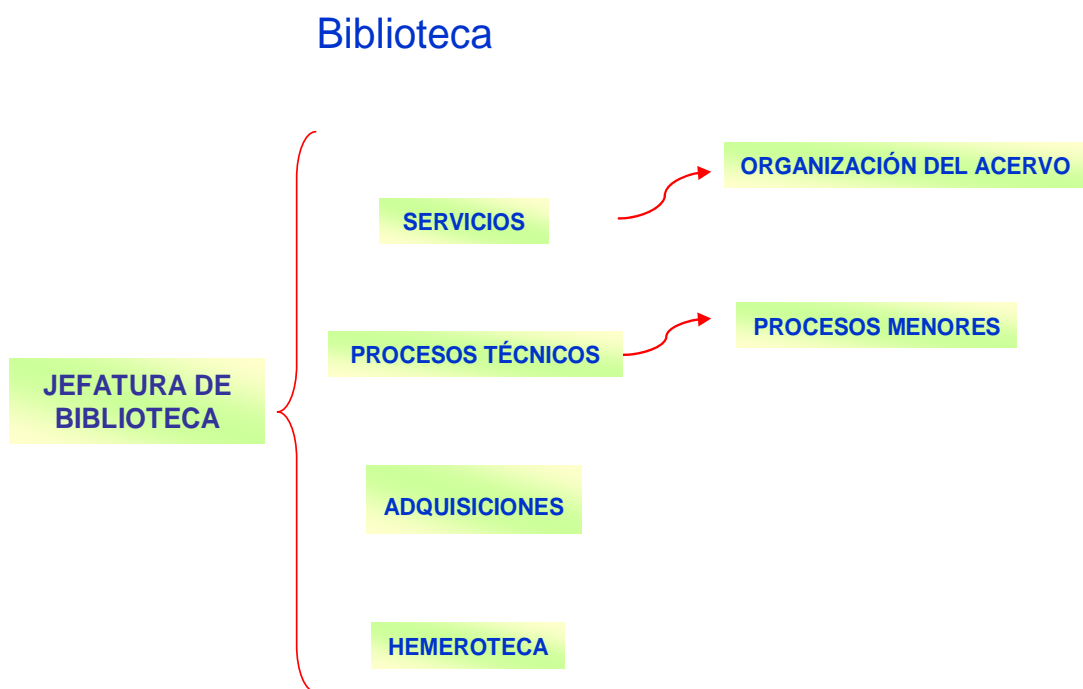 Biblioteca
ORGANIZACIÓN DEL ACERVO
SERVICIOS
PROCESOS MENORES
PROCESOS TÉCNICOS
JEFATURA DE
BIBLIOTECA
ADQUISICIONES
HEMEROTECA